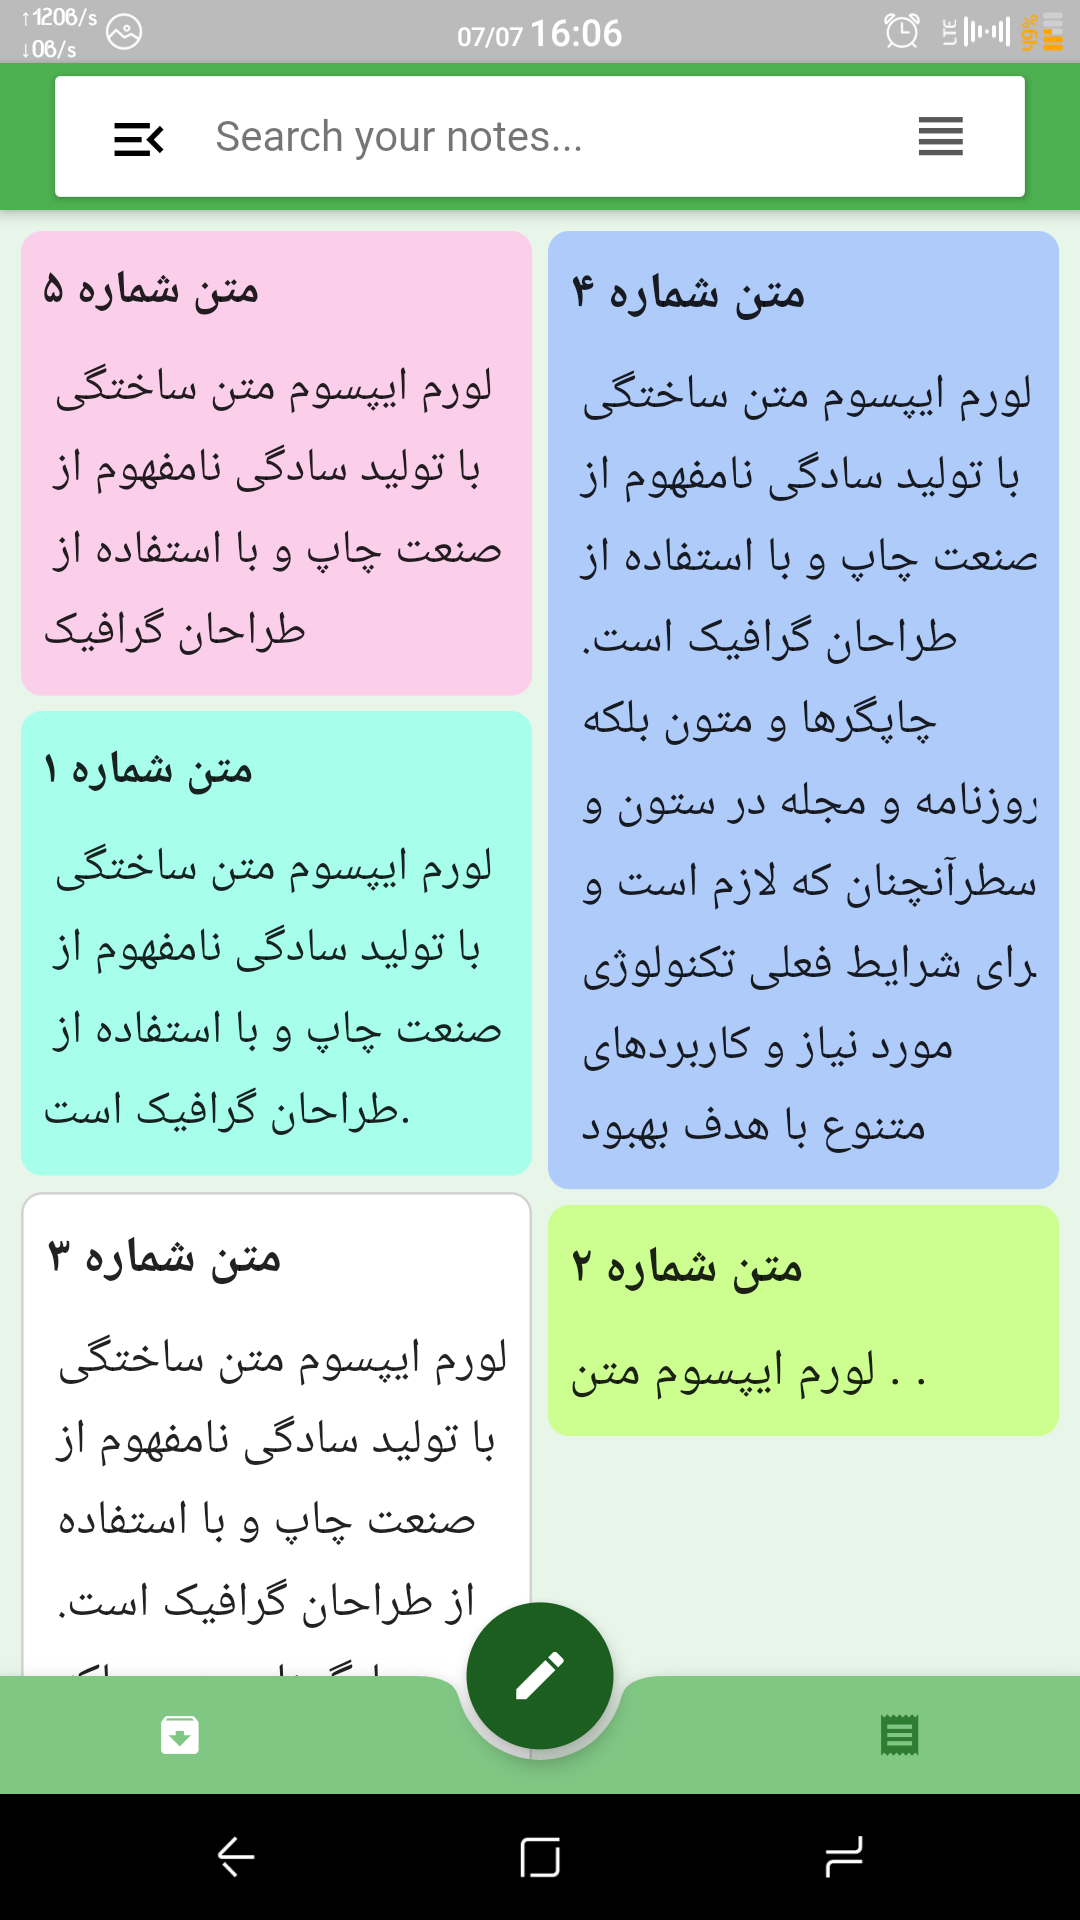 ↑120B/s
↓0B/s
07/07 16:06
LTE
49%
Search your notes...
متن شماره ۵
لورم ایپسوم متن ساختگی
با تولید سادگی نامفهوم از
صنعت چاپ و با استفاده از
طراحان گرافیک
متن شماره ۱
لورم ایپسوم متن ساختگی
با تولید سادگی نامفهوم از
صنعت چاپ و با استفاده از
طراحان گرافیک است.
متن شماره ۳
لورم ایپسوم متن ساختگی
با تولید سادگی نامفهوم از
صنعت چاپ و با استفاده
از طراحان گرافیک است.
متن شماره ۴
لورم ایپسوم متن ساختگی
با تولید سادگی نامفهوم از
صنعت چاپ و با استفاده از
طراحان گرافیک است.
چاپگرها و متون بلکه
روزنامه و مجله در ستون و
سطرآنچنان که لازم است و
برای شرایط فعلی تکنولوژی
مورد نیاز و کاربردهای
متنوع با هدف بهبود
متن شماره ۲
لورم ایپسوم متن . .